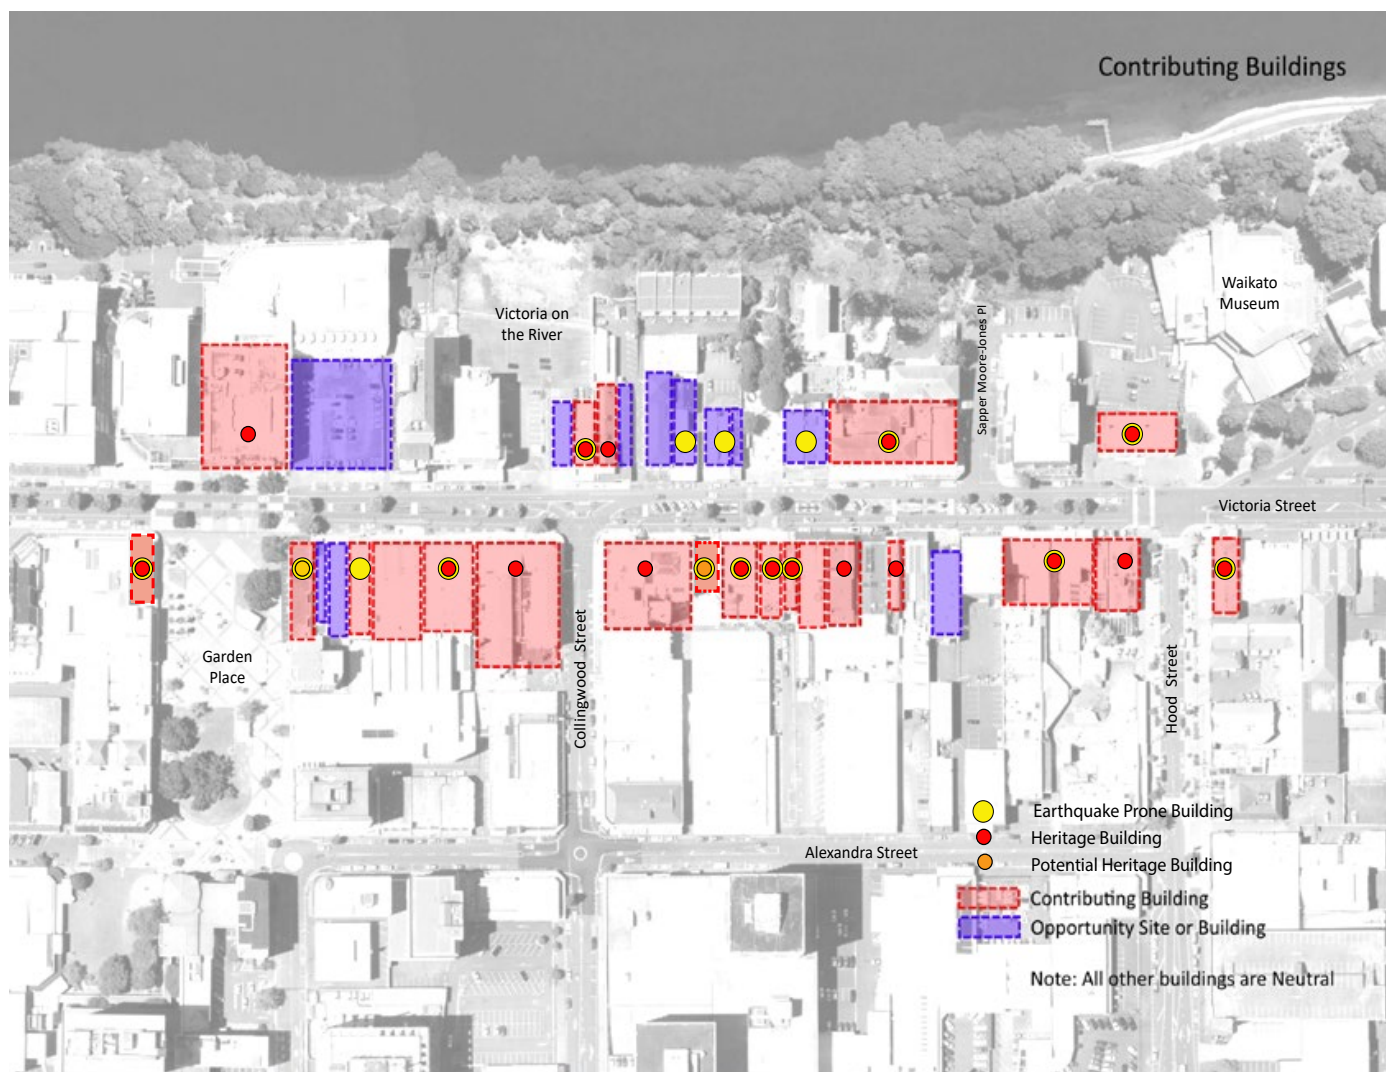 Contributing Buildings
Waikato
Museum
Victoria on
the River
Sapper Moore-Jones Pl
Victoria Street
Garden
Place
Collingwood Street
Hood Street
Earthquake Prone Building
Heritage Building
Alexandra Street
Potential Heritage Building
Contributing Building
Opportunity Site or Building
Note: All other buildings are Neutral